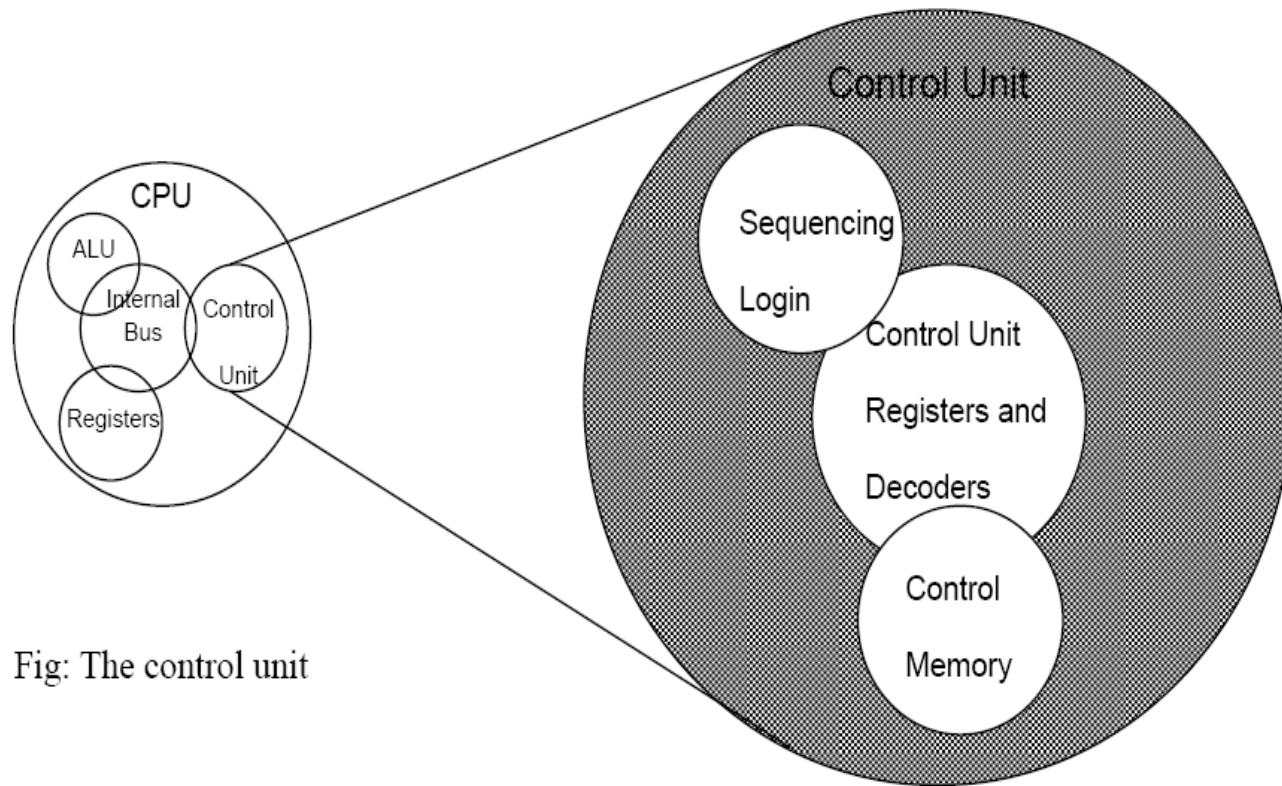 Control Unit
CPU
ALU
Internal
Bus
Control
Unit
Registers
Sequencing
Login
Control Unit
Registers and
Decoders
Control
Memory
Fig: The control unit